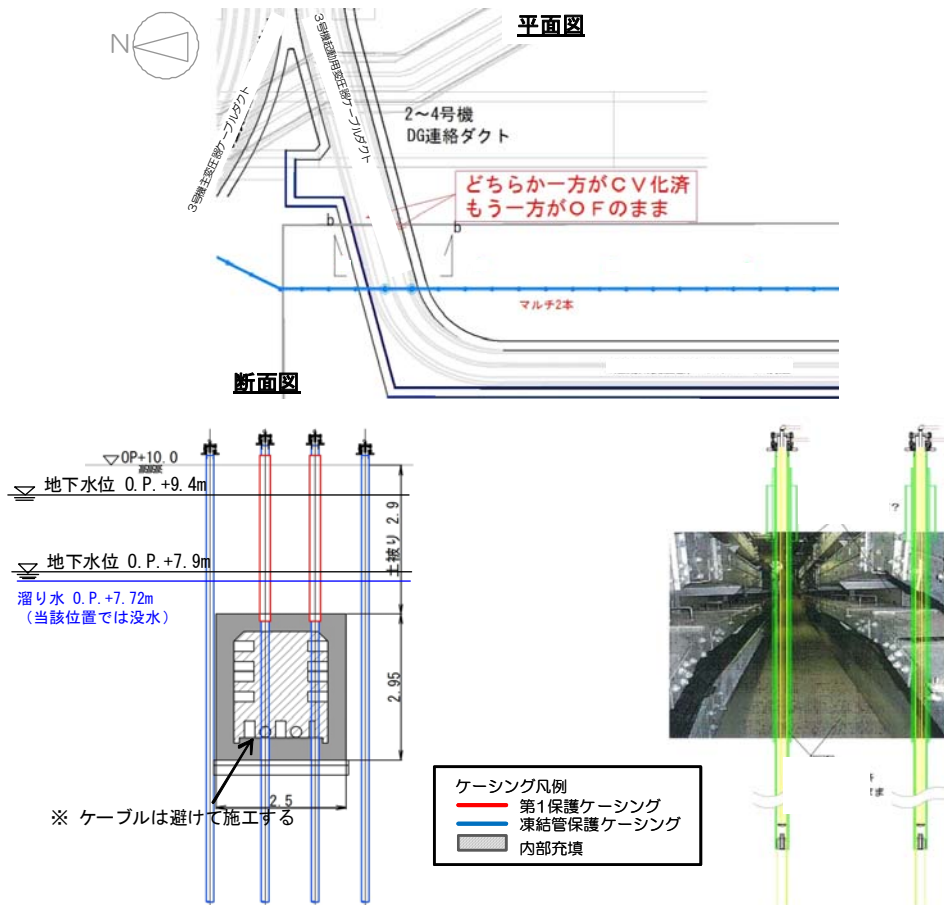 平面図
N
3号機主変圧器ケーブルダクト
3号機起動用変圧器ケーブルダクト
2～4号機
DG連絡ダクト
どちらか一方がＣＶ化済
もう一方がＯＦのまま
b
b
マルチ2本
断面図
OP+10.0
地下水位 O.P.+9.4m
地下水位 O.P.+7.9m
溜り水 O.P.+7.72m
（当該位置では没水）
土被り 2.9
2.95
2.5
※ ケーブルは避けて施工する
?
ケーシング凡例
第1保護ケーシング
凍結管保護ケーシング
内部充填